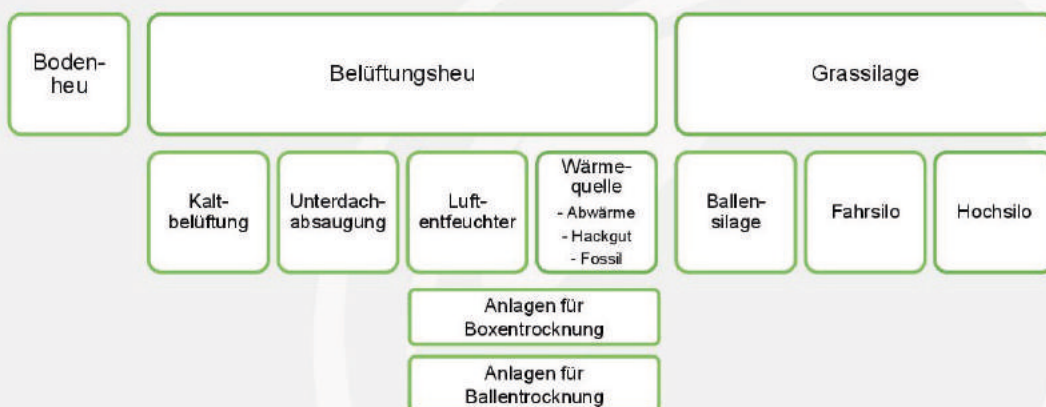 Boden-
heu
Belüftungsheu
Grassilage
Kalt-
belüftung
Unterdach-
absaugung
Luft-
entfeuchter
Wärme-
quelle
- Abwärme
- Hackgut
- Fossil
Ballen-
silage
Fahrsilo
Hochsilo
Anlagen für
Boxentrocknung
Anlagen für
Ballentrocknung